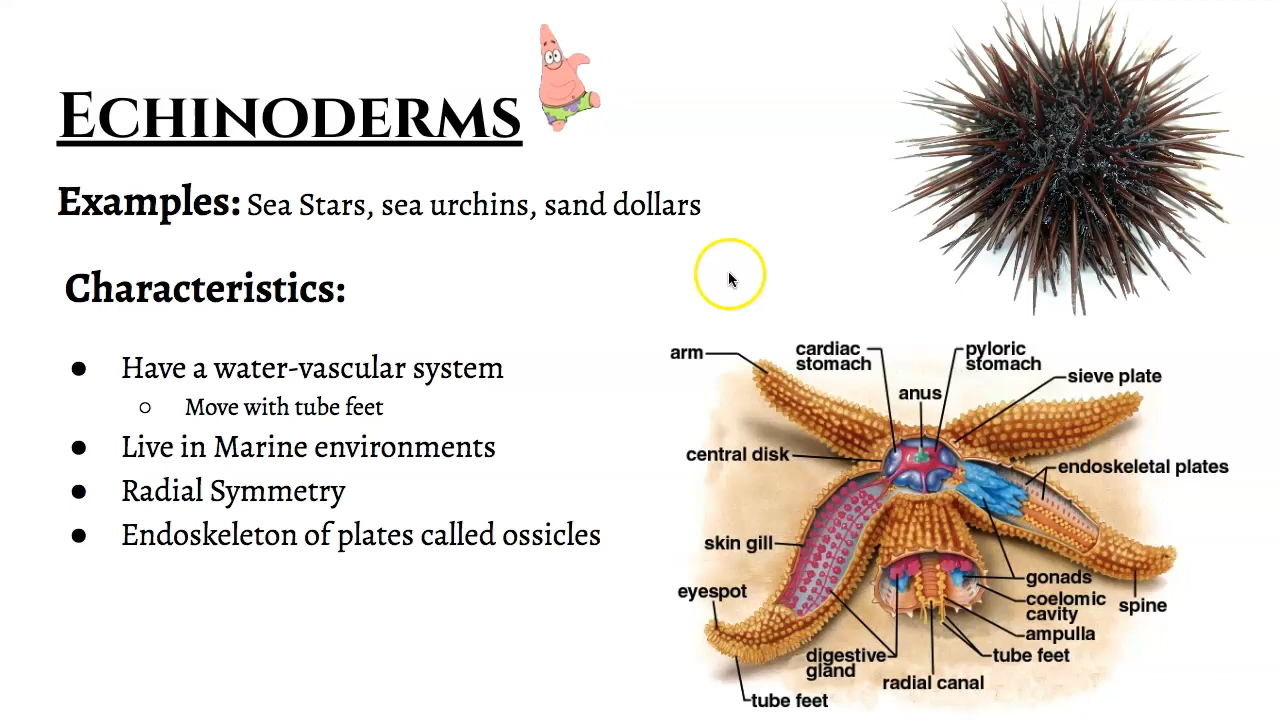 ECHINODERMS
Examples: Sea Stars, sea urchins, sand dollars
Characteristics:
● Have a water-vascular system
○ Move with tube feet
● Live in Marine environments
● Radial Symmetry
● Endoskeleton of plates called ossicles
arm
cardiac
stomach
pyloric
stomach
sieve plate
anus
central disk
endoskeletal plates
skin gill
gonads
eyespot
coelomic
cavity
spine
ampulla
digestive
gland
tube feet
radial canal
tube feet